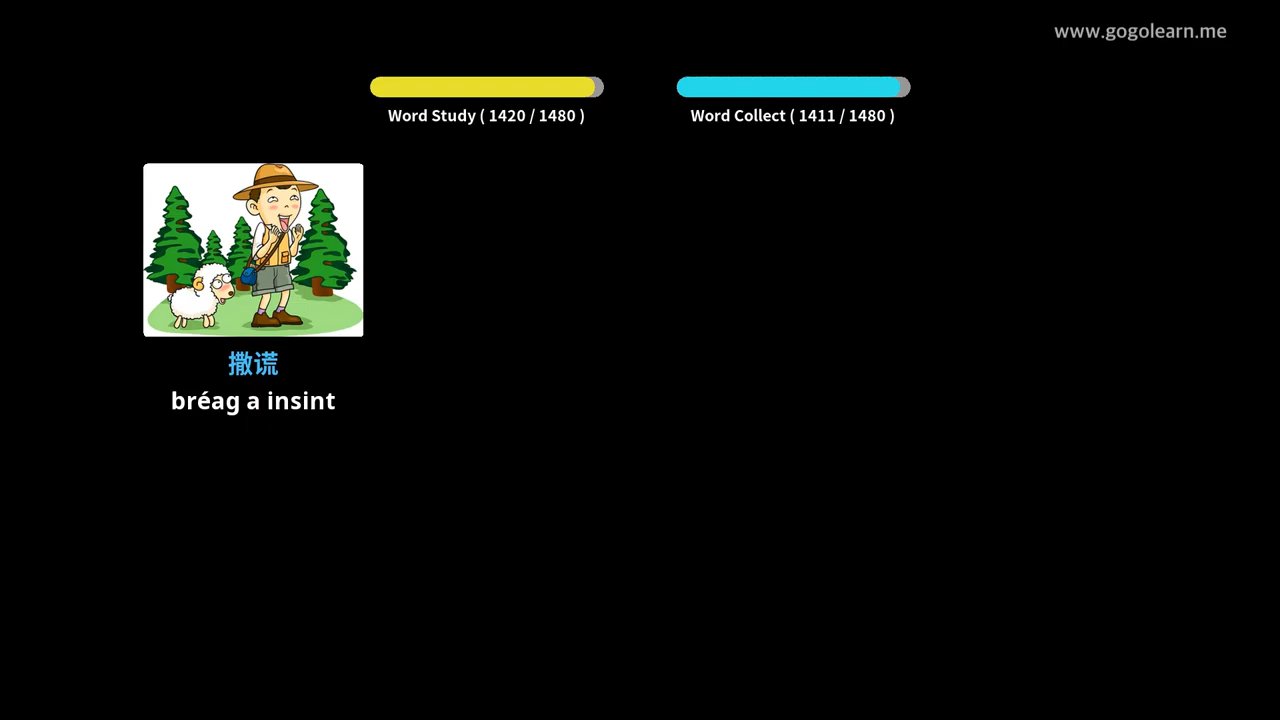 www.gogolearn.me
Word Study ( 1420 / 1480 )
Word Collect ( 1411 / 1480 )
撒谎
bréag a insint